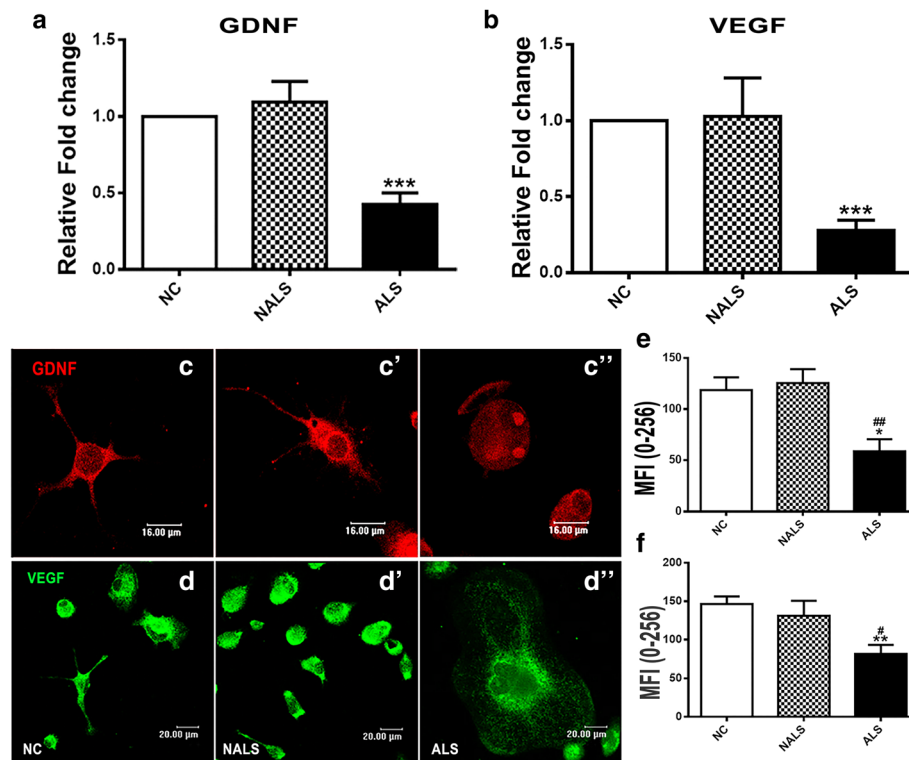 a
GDNF
Relative Fold change
1.5
1.0
0.5
0.0
***
NC
NALS
ALS
b
VEGF
Relative Fold change
1.5
1.0
0.5
0.0
***
NC
NALS
ALS
GDNF
c
16.00 µm
c'
16.00 µm
c''
16.00 µm
e
MFI (0-256)
150
100
50
0
##
*
NC
NALS
ALS
VEGF
d
NC
20.00 µm
d'
NALS
20.00 µm
d''
ALS
20.00 µm
f
MFI (0-256)
200
150
100
50
0
#
**
NC
NALS
ALS